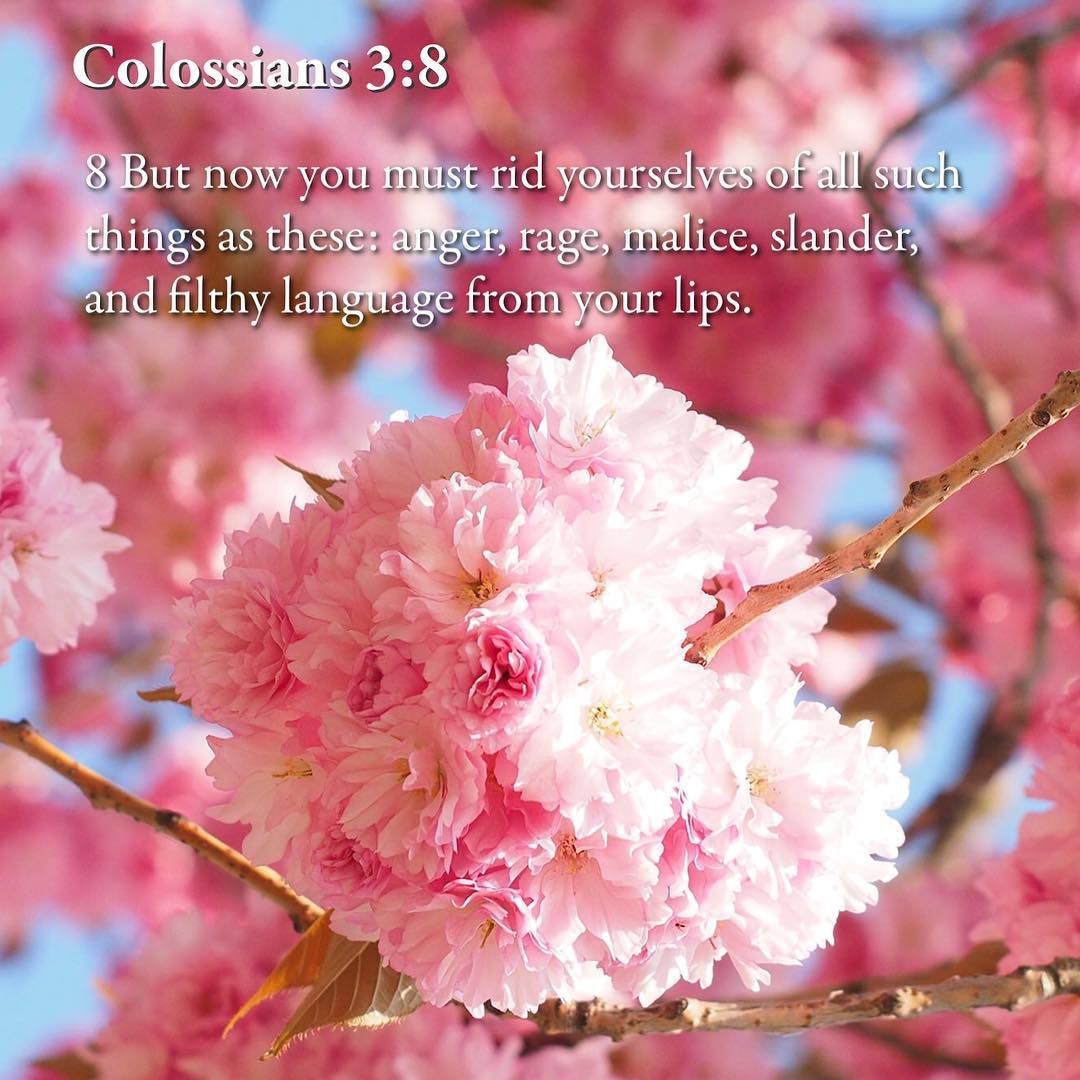 Colossians 3:8
8 But now you must rid yourselves of all such
things as these: anger, rage, malice, slander,
and filthy language from your lips.